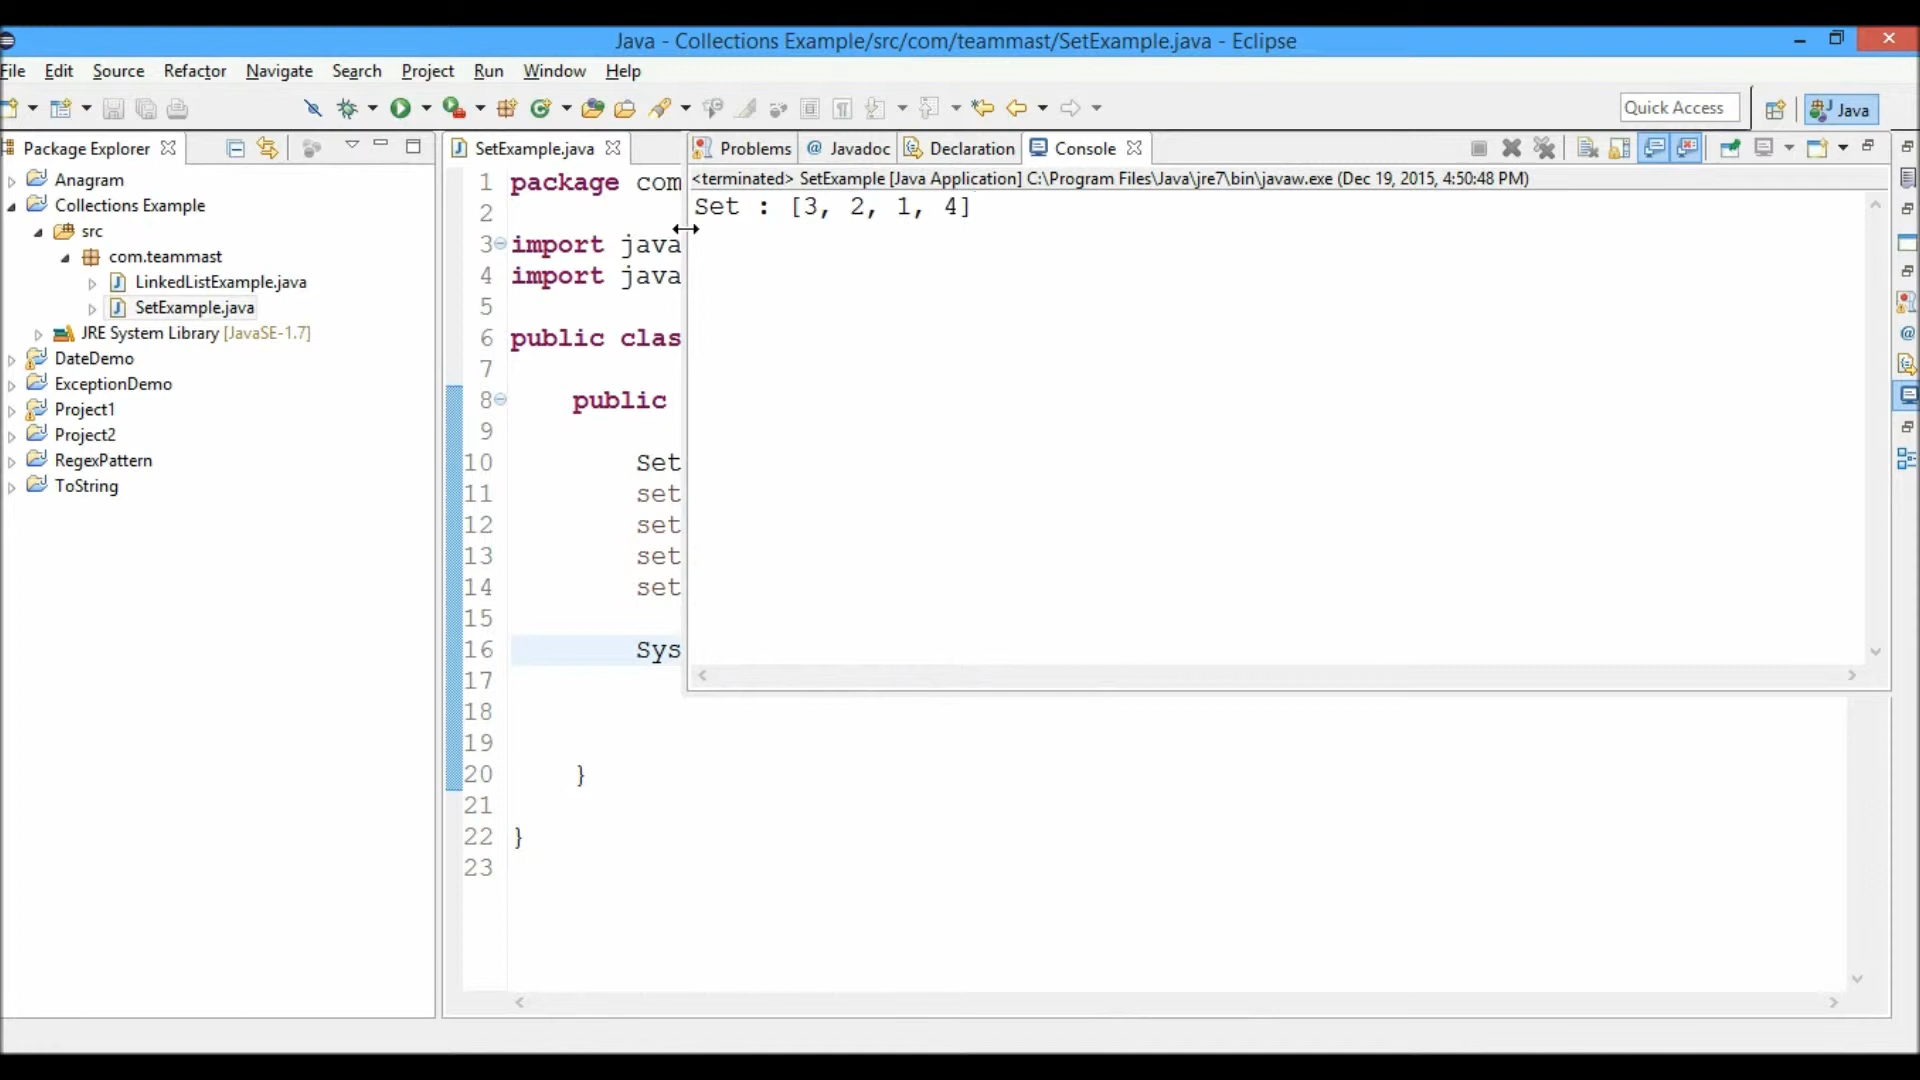 Java - Collections Example/src/com/teammast/SetExample.java - Eclipse
File Edit Source Refactor Navigate Search Project Run Window Help
Quick Access
Java
Package Explorer
Anagram
Collections Example
src
com.teammast
LinkedListExample.java
SetExample.java
JRE System Library [JavaSE-1.7]
DateDemo
ExceptionDemo
Project1
Project2
RegexPattern
ToString
SetExample.java
1 package com
2
3 import java
4 import java
5
6 public clas
7
8 public
9
10 Set
11 set
12 set
13 set
14 set
15
16 Sys
17
18
19
20 }
21
22 }
23
Problems @ Javadoc Declaration Console
<terminated> SetExample [Java Application] C:\Program Files\Java\jre7\bin\javaw.exe (Dec 19, 2015, 4:50:48 PM)
Set : [3, 2, 1, 4]